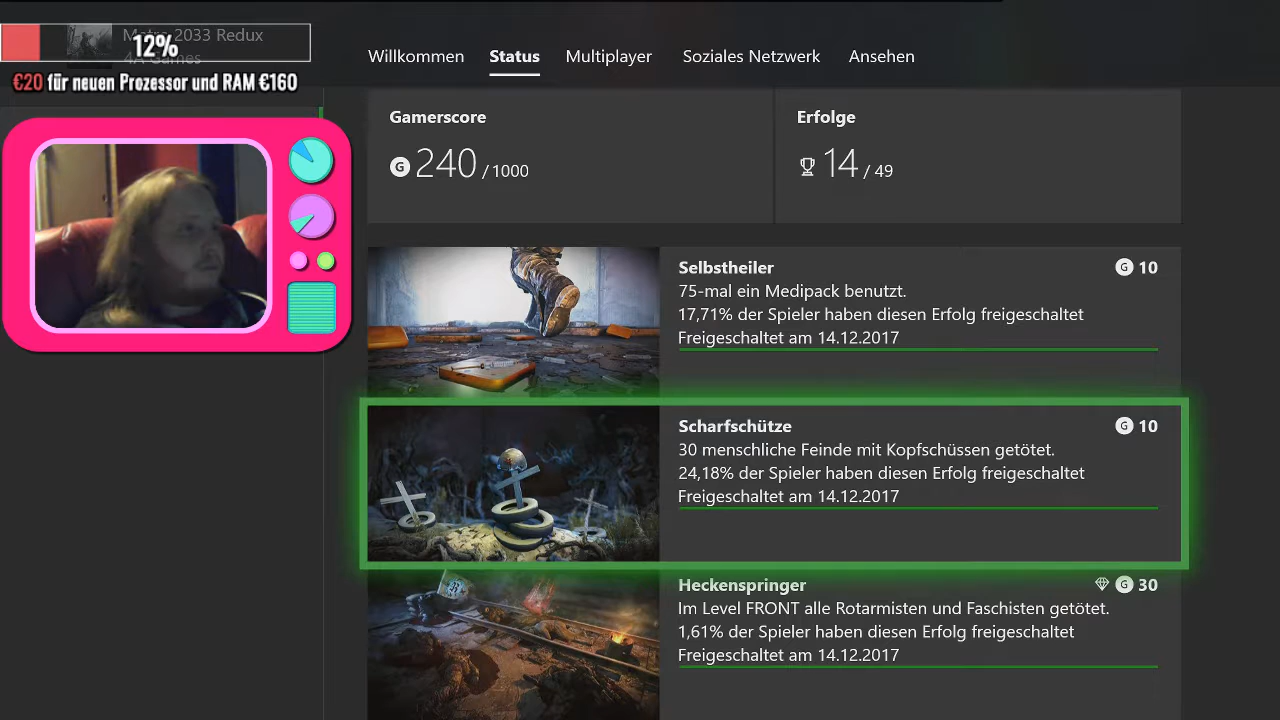 Metro 2033 Redux
12%
4A Games
€20 für neuen Prozessor und RAM €160
Willkommen Status Multiplayer Soziales Netzwerk Ansehen
Gamerscore
G 240 / 1000
Erfolge
14 / 49
Selbstheiler G 10
75-mal ein Medipack benutzt.
17,71% der Spieler haben diesen Erfolg freigeschaltet
Freigeschaltet am 14.12.2017
Scharfschütze G 10
30 menschliche Feinde mit Kopfschüssen getötet.
24,18% der Spieler haben diesen Erfolg freigeschaltet
Freigeschaltet am 14.12.2017
Heckenspringer G 30
Im Level FRONT alle Rotarmisten und Faschisten getötet.
1,61% der Spieler haben diesen Erfolg freigeschaltet
Freigeschaltet am 14.12.2017